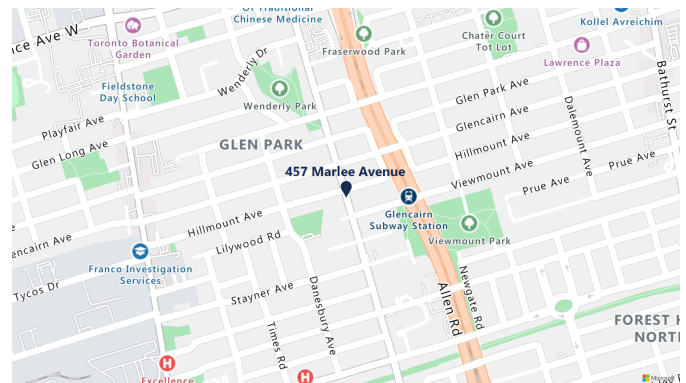 Of Traditional
Chinese Medicine
Kollel Avreichim
ce Ave W
Toronto Botanical
Garden
Fraserwood Park
Chater Court
Tot Lot
Lawrence Plaza
Bathurst St
Fieldstone
Day School
Wenderly Dr
Wenderly Park
Glen Park Ave
Playfair Ave
Glencairn Ave
Dalemount Ave
GLEN PARK
Hillmount Ave
Glen Long Ave
457 Marlee Avenue
Viewmount Ave
Prue Ave
Prue Ave
Hillmount Ave
Glencairn
Subway Station
Viewmount Park
encairn Ave
Lilywood Rd
Franco Investigation
Services
Tycos Dr
Stayner Ave
Danesbury Ave
Newgate Rd
Allen Rd
Times Rd
FOREST H
NORT
Excellence
Microsoft